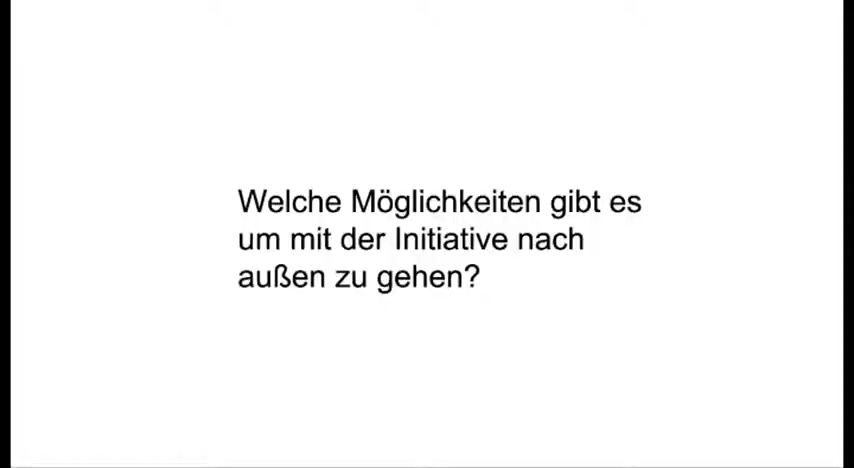 Welche Möglichkeiten gibt es
um mit der Initiative nach
außen zu gehen?